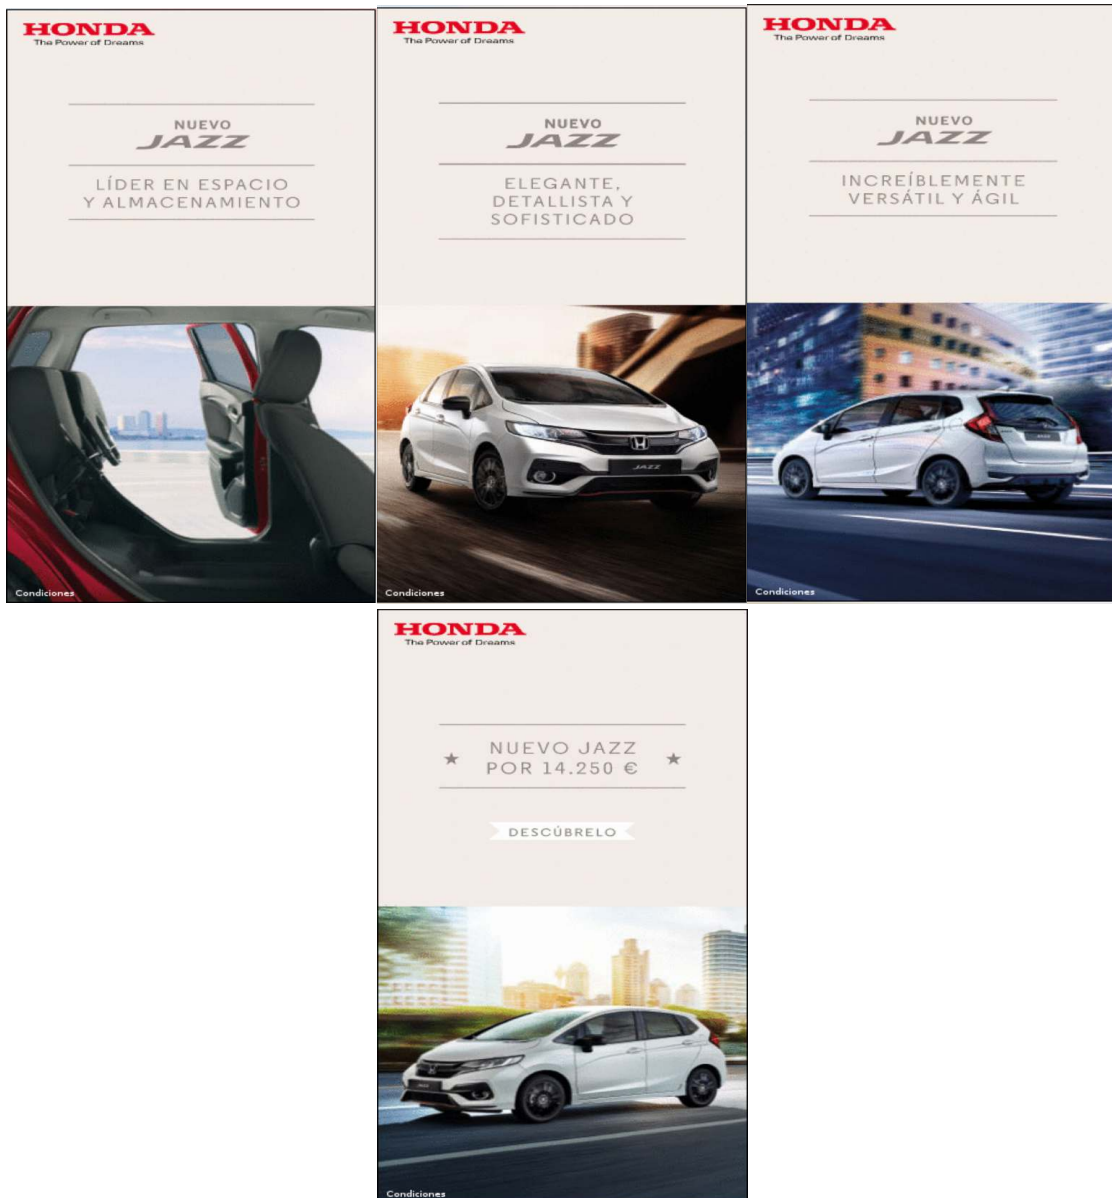 HONDA
The Power of Dreams
NUEVO
JAZZ
LÍDER EN ESPACIO
Y ALMACENAMIENTO
Condiciones
HONDA
The Power of Dreams
NUEVO
JAZZ
ELEGANTE,
DETALLISTA Y
SOFISTICADO
JAZZ
Condiciones
HONDA
The Power of Dreams
NUEVO
JAZZ
INCREÍBLEMENTE
VERSÁTIL Y ÁGIL
JAZZ
Condiciones
HONDA
The Power of Dreams
NUEVO JAZZ
POR 14.250 €
DESCÚBRELO
JAZZ
Condiciones